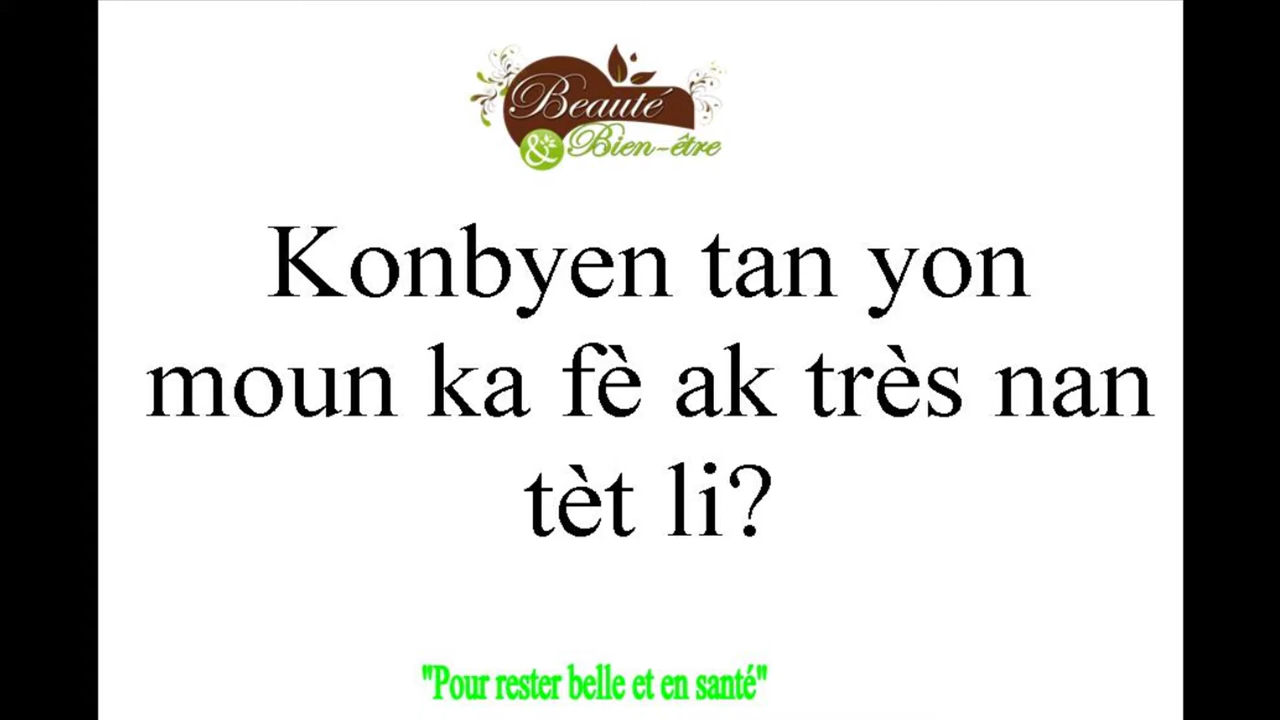 Beauté
& Bien-être
Konbyen tan yon
moun ka fè ak très nan
tèt li?
"Pour rester belle et en santé"